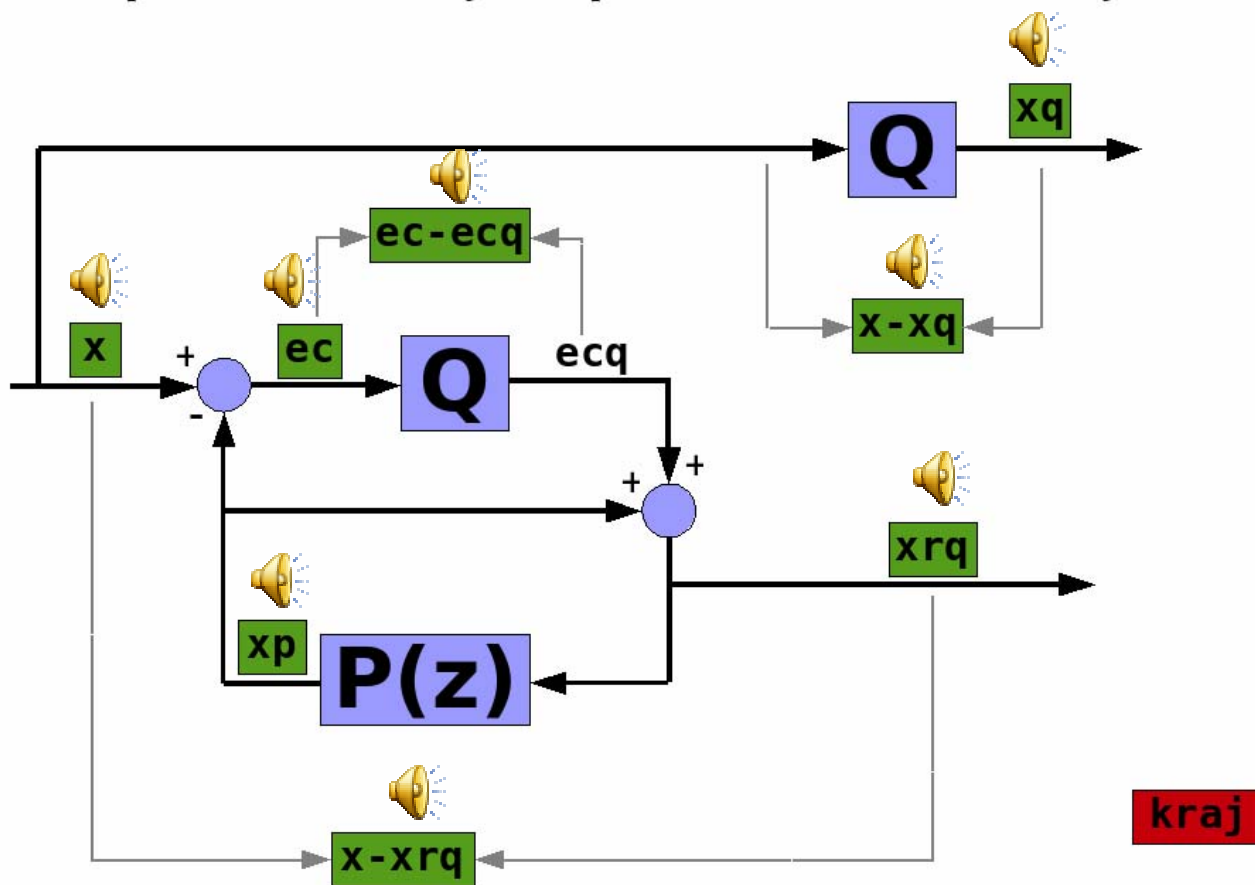 xq
Q
ec-ecq
x-xq
x
+
-
ec
Q
ecq
+
+
xrq
xp
P(z)
kraj
x-xrq